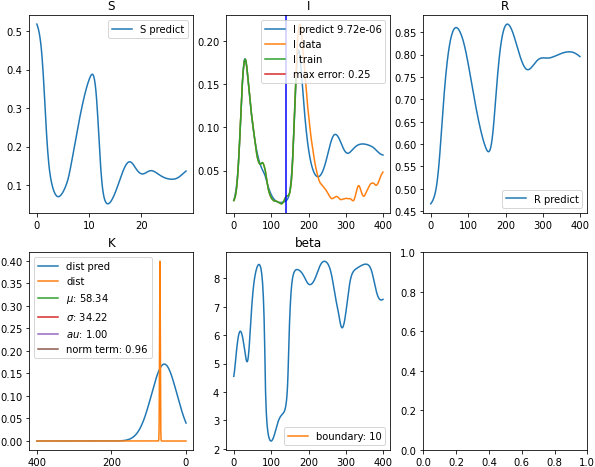 S
I
R
0.5
0.4
0.3
0.2
0.1
0 10 20
S predict
0.20
0.15
0.10
0.05
0 100 200 300 400
I predict 9.72e-06
I data
I train
max error: 0.25
0.85
0.80
0.75
0.70
0.65
0.60
0.55
0.50
0.45
0 100 200 300 400
R predict
K
beta
0.40
0.35
0.30
0.25
0.20
0.15
0.10
0.05
0.00
400 200 0
dist pred
dist
μ: 58.34
σ: 34.22
au: 1.00
norm term: 0.96
8
7
6
5
4
3
2
0 100 200 300 400
boundary: 10
1.0
0.8
0.6
0.4
0.2
0.0
0.0 0.2 0.4 0.6 0.8 1.0